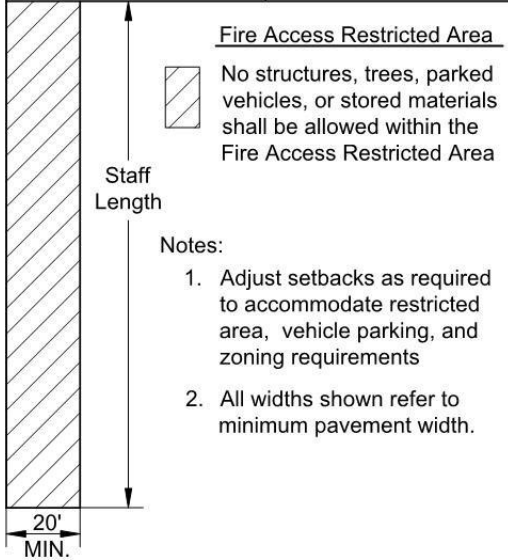 Fire Access Restricted Area
No structures, trees, parked
vehicles, or stored materials
shall be allowed within the
Fire Access Restricted Area
Staff
Length
Notes:
1. Adjust setbacks as required
to accommodate restricted
area, vehicle parking, and
zoning requirements
2. All widths shown refer to
minimum pavement width.
20'
MIN.